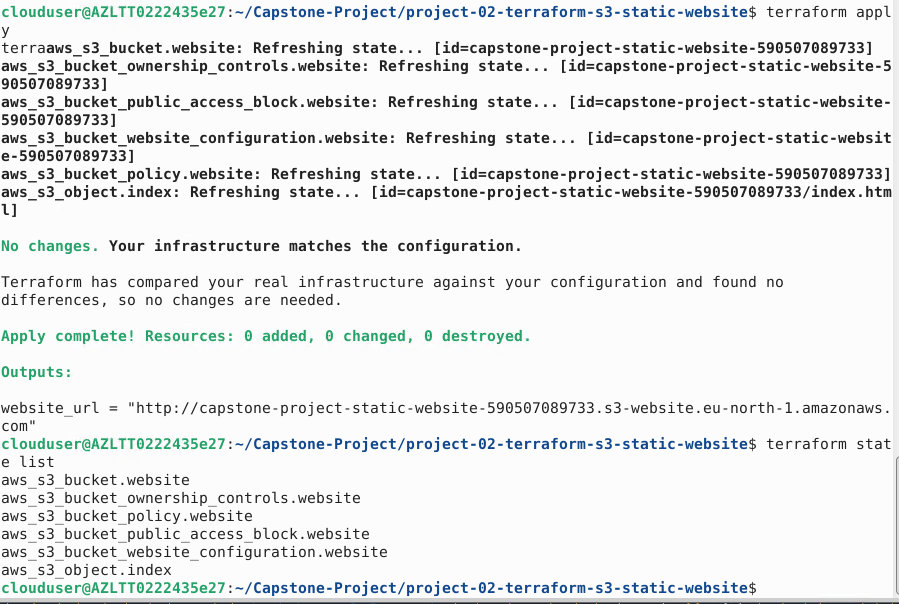 clouduser@AZLTT0222435e27:~/Capstone-Project/project-02-terraform-s3-static-website$ terraform appl
y
terraaws_s3_bucket.website: Refreshing state... [id=capstone-project-static-website-590507089733]
aws_s3_bucket_ownership_controls.website: Refreshing state... [id=capstone-project-static-website-5
90507089733]
aws_s3_bucket_public_access_block.website: Refreshing state... [id=capstone-project-static-website-
590507089733]
aws_s3_bucket_website_configuration.website: Refreshing state... [id=capstone-project-static-websit
e-590507089733]
aws_s3_bucket_policy.website: Refreshing state... [id=capstone-project-static-website-590507089733]
aws_s3_object.index: Refreshing state... [id=capstone-project-static-website-590507089733/index.htm
l]
No changes. Your infrastructure matches the configuration.
Terraform has compared your real infrastructure against your configuration and found no
differences, so no changes are needed.
Apply complete! Resources: 0 added, 0 changed, 0 destroyed.
Outputs:
website_url = "http://capstone-project-static-website-590507089733.s3-website.eu-north-1.amazonaws.
com"
clouduser@AZLTT0222435e27:~/Capstone-Project/project-02-terraform-s3-static-website$ terraform stat
e list
aws_s3_bucket.website
aws_s3_bucket_ownership_controls.website
aws_s3_bucket_policy.website
aws_s3_bucket_public_access_block.website
aws_s3_bucket_website_configuration.website
aws_s3_object.index
clouduser@AZLTT0222435e27:~/Capstone-Project/project-02-terraform-s3-static-website$